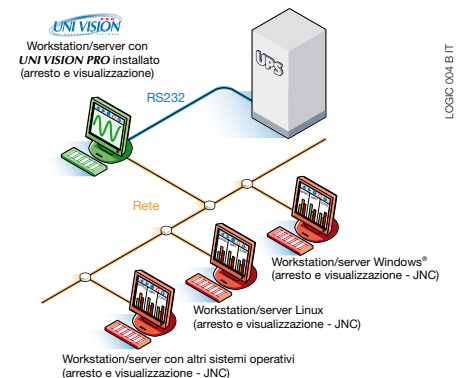 PRO
UNI VISION
Workstation/server con
UNI VISION PRO installato
(arresto e visualizzazione)
UPS
RS232
LOGIC 004 B IT
Rete
Workstation/server Windows®
(arresto e visualizzazione - JNC)
Workstation/server Linux
(arresto e visualizzazione - JNC)
Workstation/server con altri sistemi operativi
(arresto e visualizzazione - JNC)